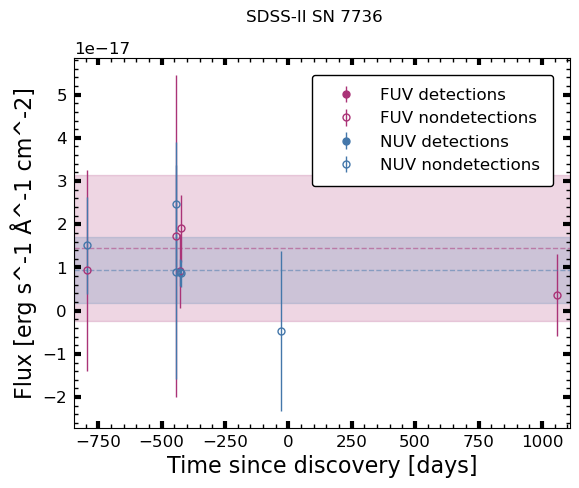 SDSS-II SN 7736
1e−17
FUV detections
FUV nondetections
NUV detections
NUV nondetections
5
4
3
2
1
0
−1
−2
Flux [erg s^-1 Å^-1 cm^-2]
−750 −500 −250 0 250 500 750 1000
Time since discovery [days]